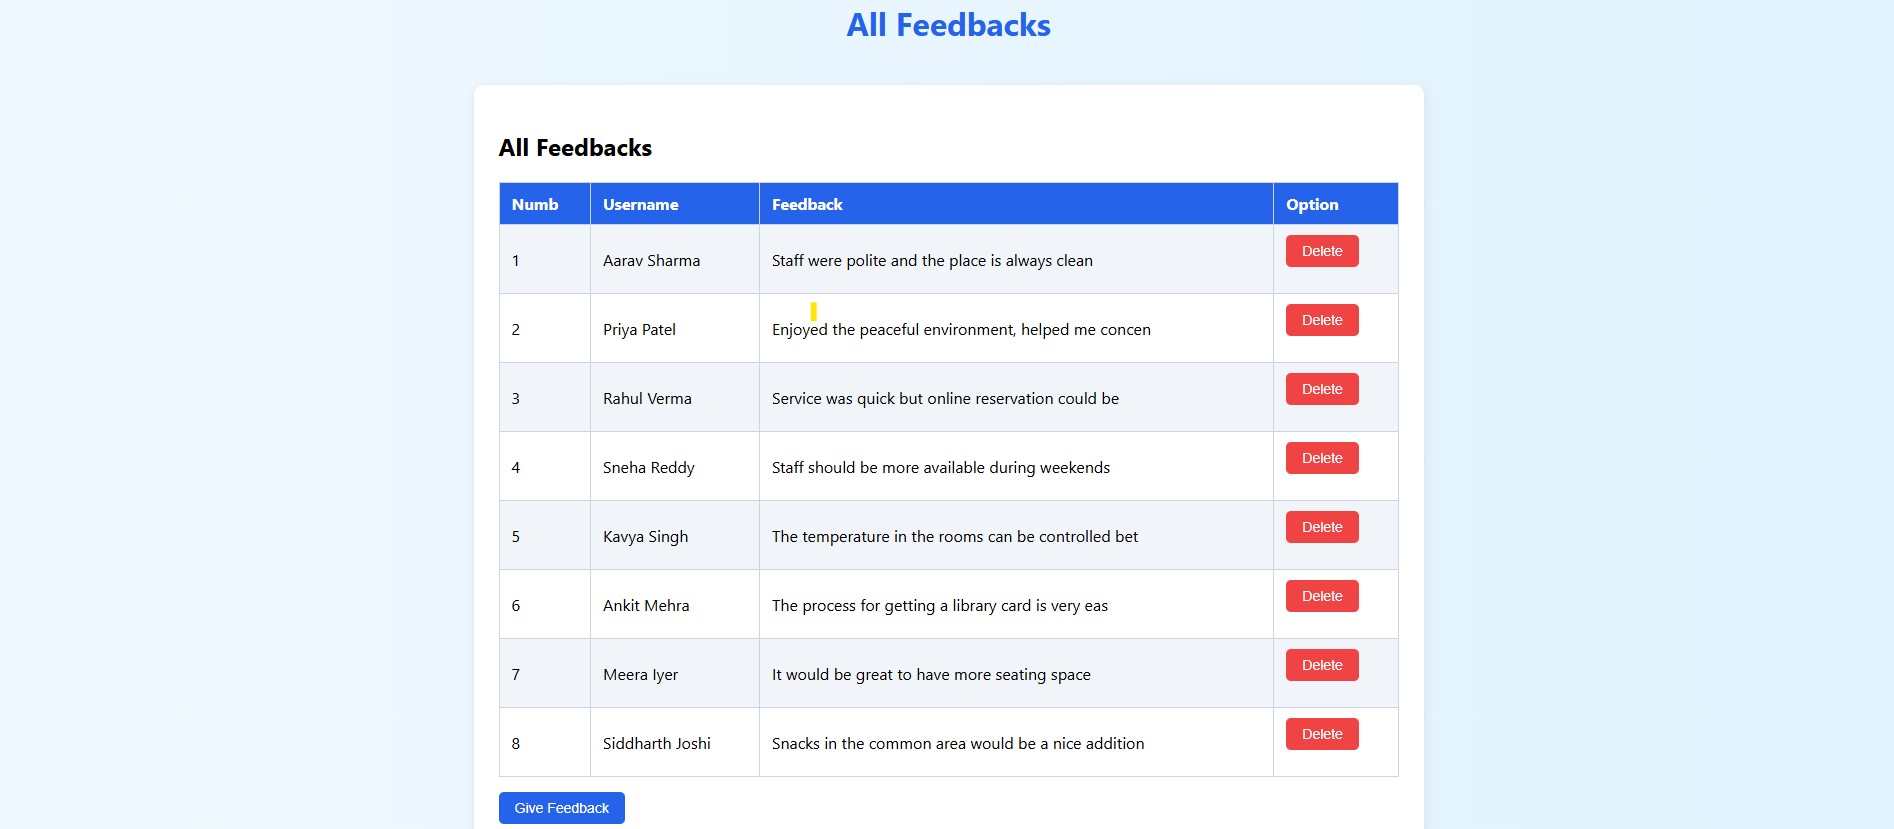 All Feedbacks
All Feedbacks
Numb Username Feedback Option
1 Aarav Sharma Staff were polite and the place is always clean Delete
2 Priya Patel Enjoyed the peaceful environment, helped me concen Delete
3 Rahul Verma Service was quick but online reservation could be Delete
4 Sneha Reddy Staff should be more available during weekends Delete
5 Kavya Singh The temperature in the rooms can be controlled bet Delete
6 Ankit Mehra The process for getting a library card is very eas Delete
7 Meera Iyer It would be great to have more seating space Delete
8 Siddharth Joshi Snacks in the common area would be a nice addition Delete
Give Feedback